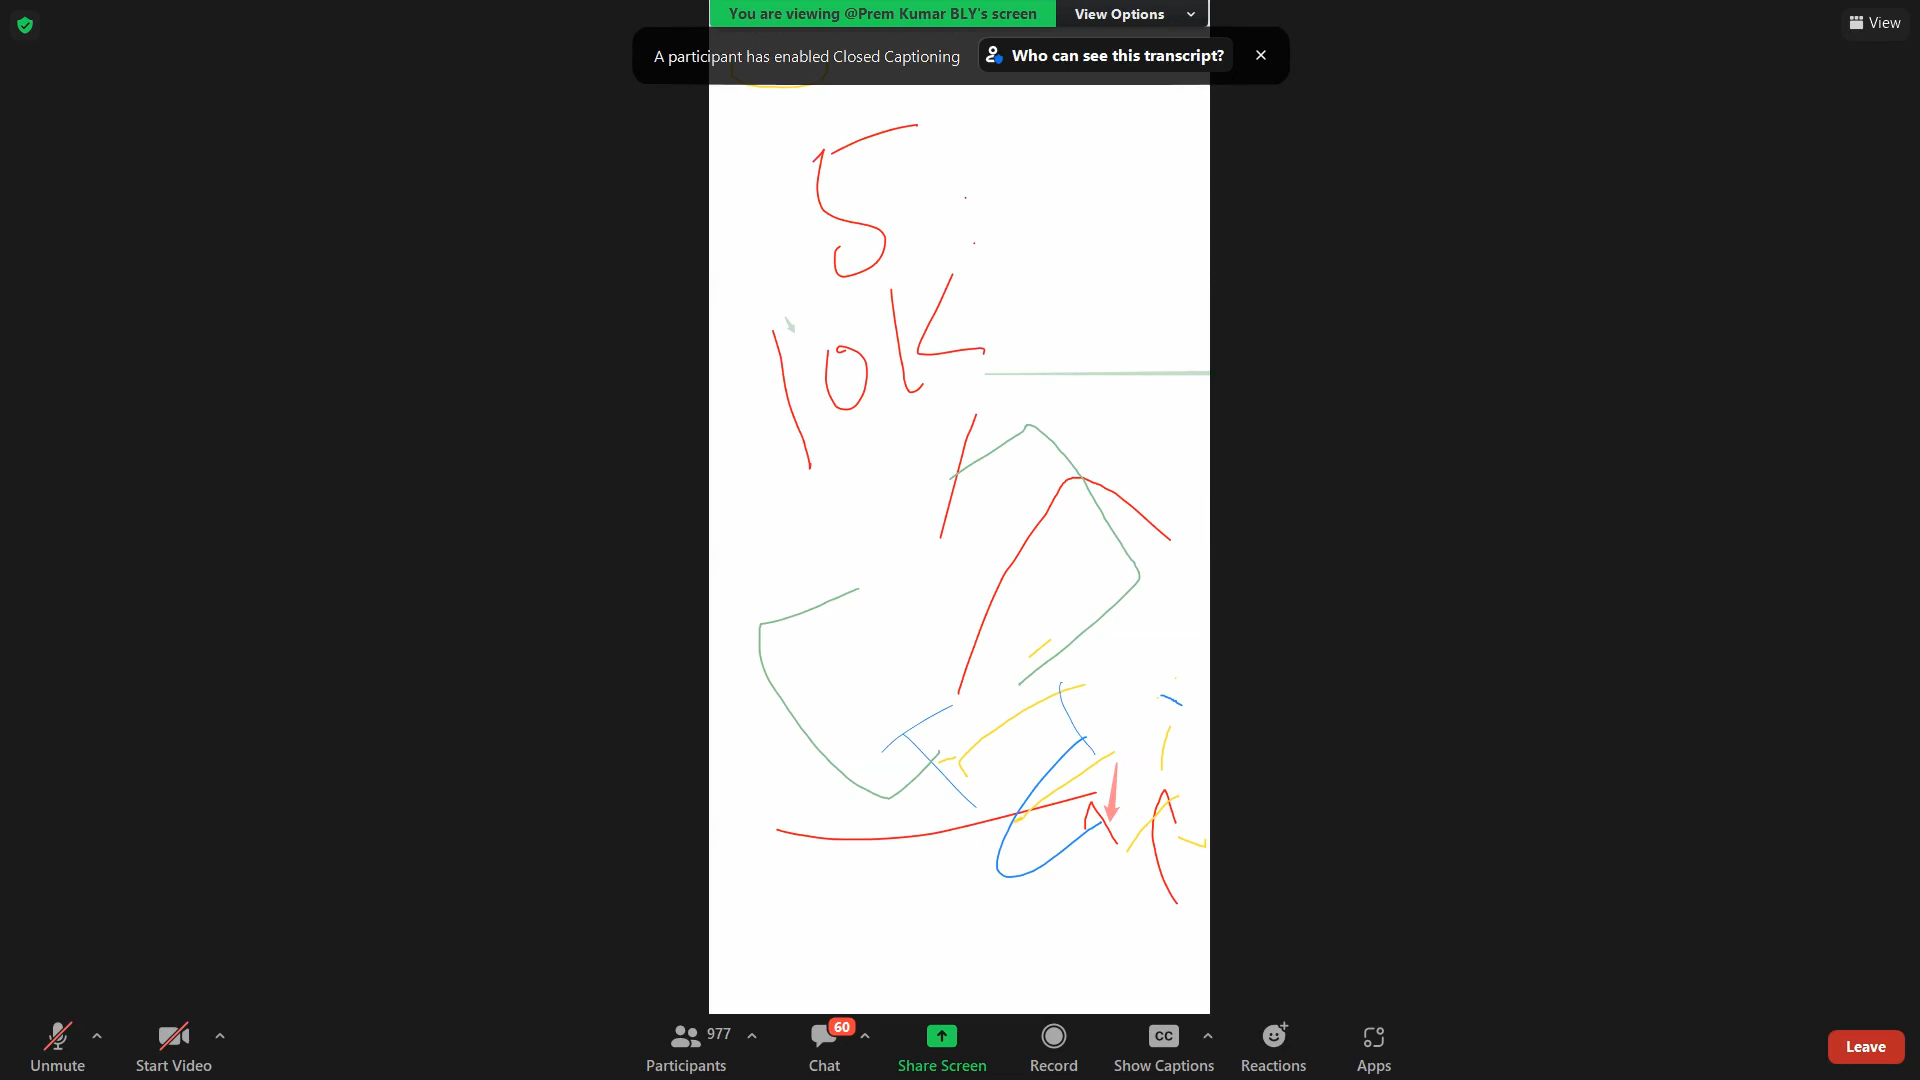 You are viewing @Prem Kumar BLY's screen
View Options
View
A participant has enabled Closed Captioning
Who can see this transcript?
5
10K
Unmute
Start Video
977
Participants
60
Chat
Share Screen
Record
CC
Show Captions
Reactions
Apps
Leave